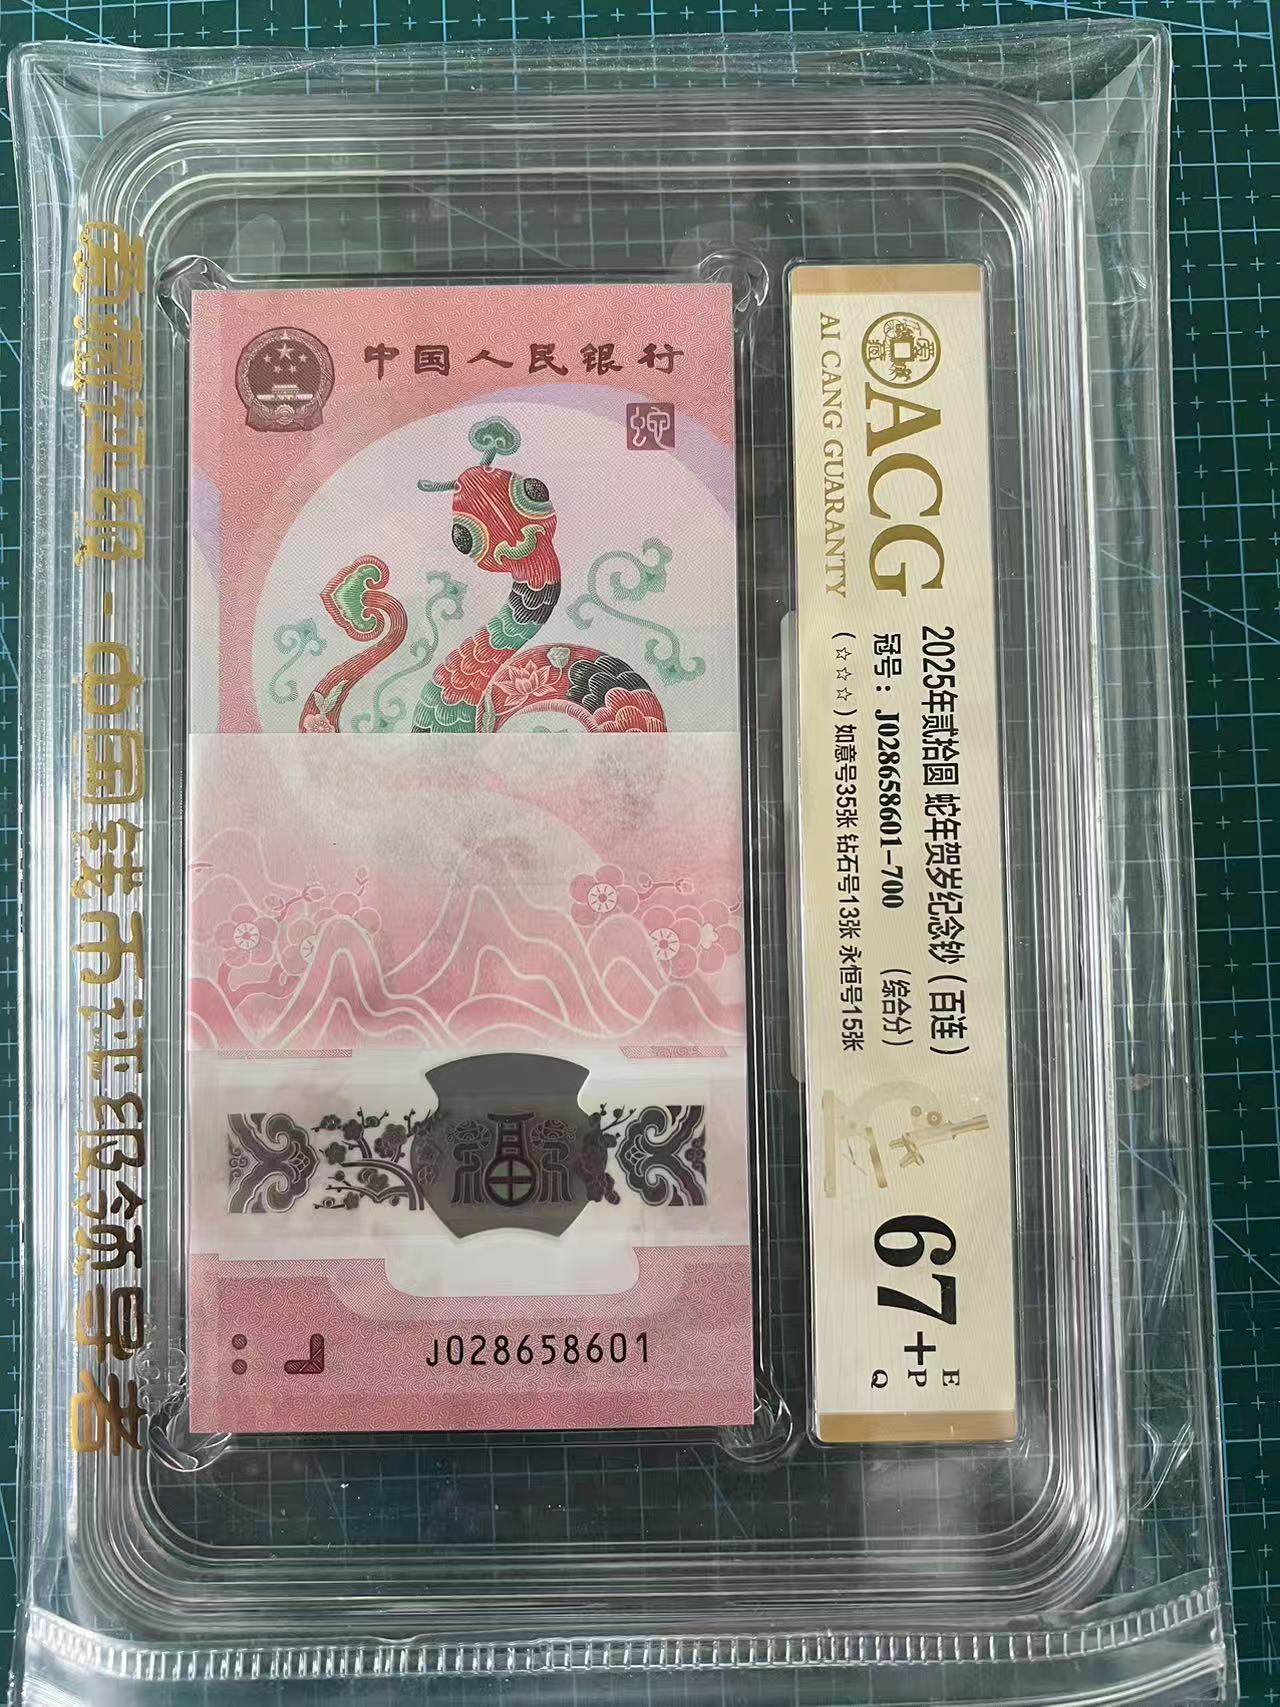 爱藏评级-中国钱币评级领导者
中国人民银行
蛇
福
J028658601
ACG
AI CANG GUARANTY
2025年贰拾圆 蛇年贺岁纪念钞（百连）
冠号：J028658601-700 （综合分）
（☆☆☆）如意号35张 钻石号13张 永恒号15张
67+
E
P
Q